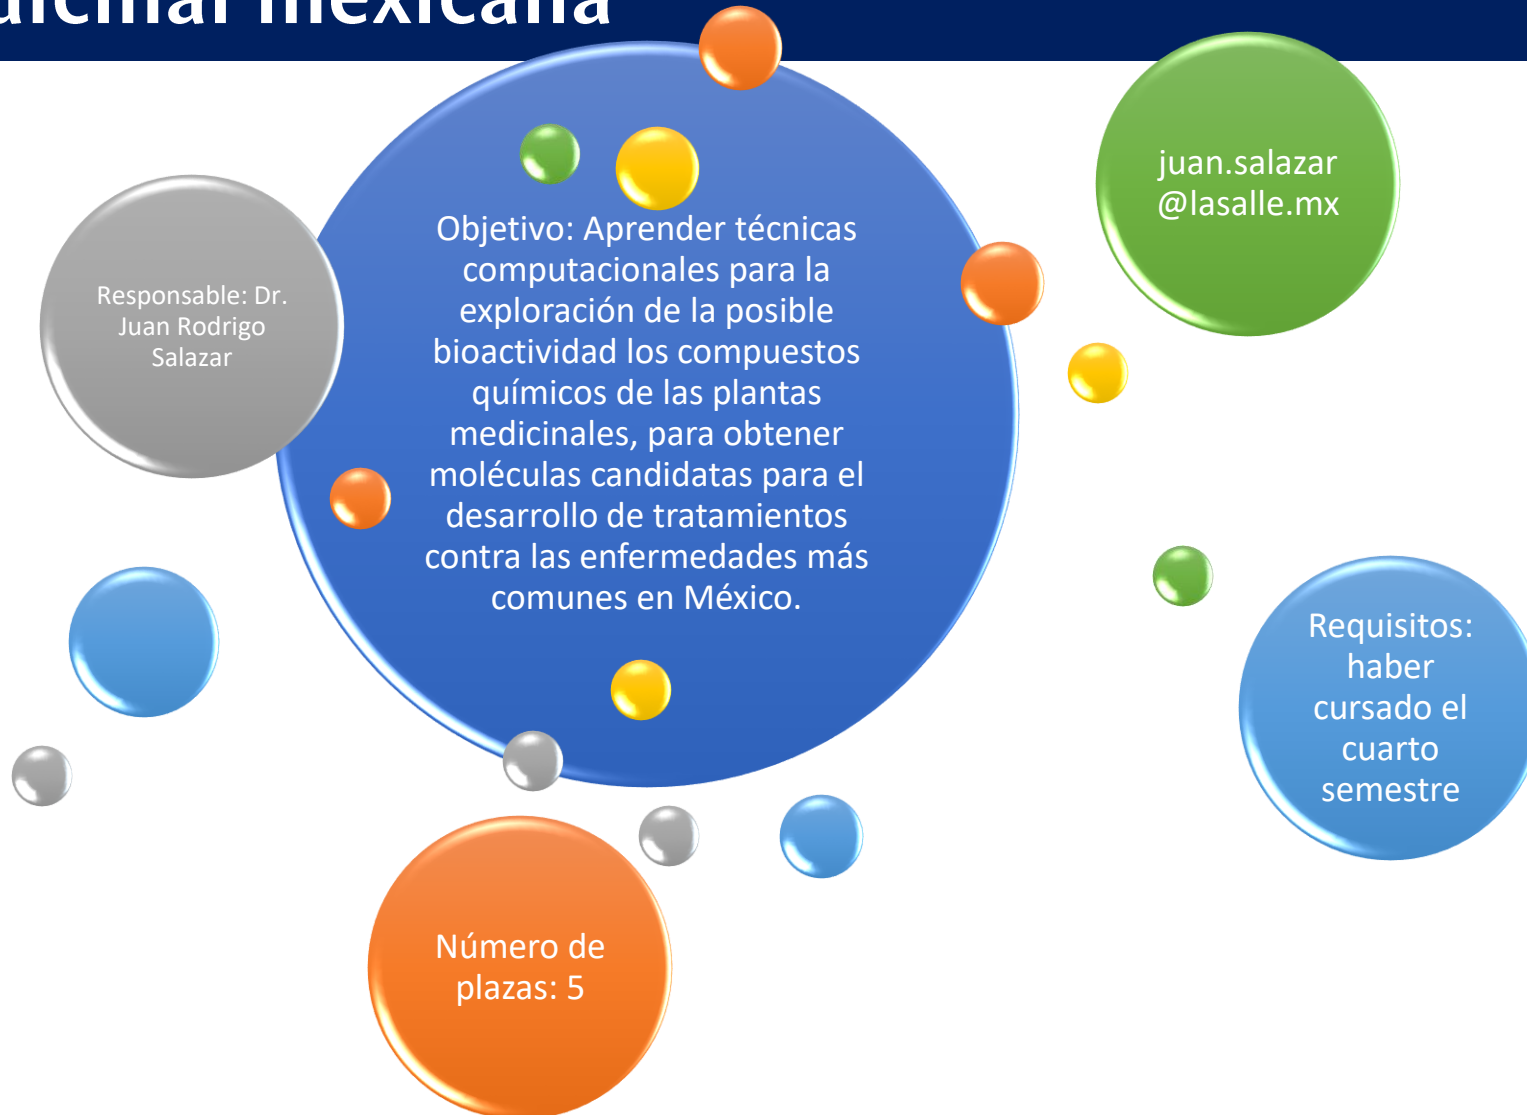 mexicana
Responsable: Dr.
Juan Rodrigo
Salazar
Objetivo: Aprender técnicas
computacionales para la
exploración de la posible
bioactividad los compuestos
químicos de las plantas
medicinales, para obtener
moléculas candidatas para el
desarrollo de tratamientos
contra las enfermedades más
comunes en México.
juan.salazar
@lasalle.mx
Requisitos:
haber
cursado el
cuarto
semestre
Número de
plazas: 5